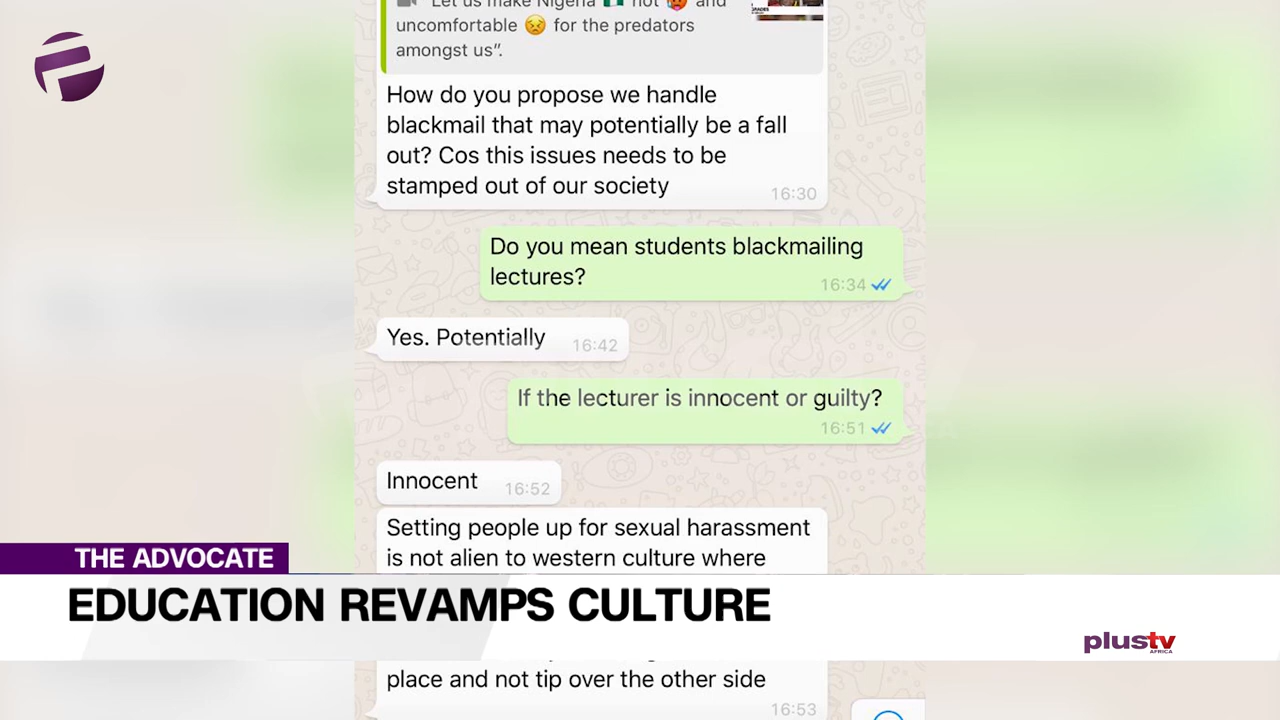 "Let us make Nigeria not and
uncomfortable 😣 for the predators
amongst us".
How do you propose we handle
blackmail that may potentially be a fall
out? Cos this issues needs to be
stamped out of our society
16:30
Do you mean students blackmailing
lectures?
16:34
Yes. Potentially
16:42
If the lecturer is innocent or guilty?
16:51
Innocent
16:52
Setting people up for sexual harassment
is not alien to western culture where
THE ADVOCATE
EDUCATION REVAMPS CULTURE
plustv
AFRICA
place and not tip over the other side
16:53